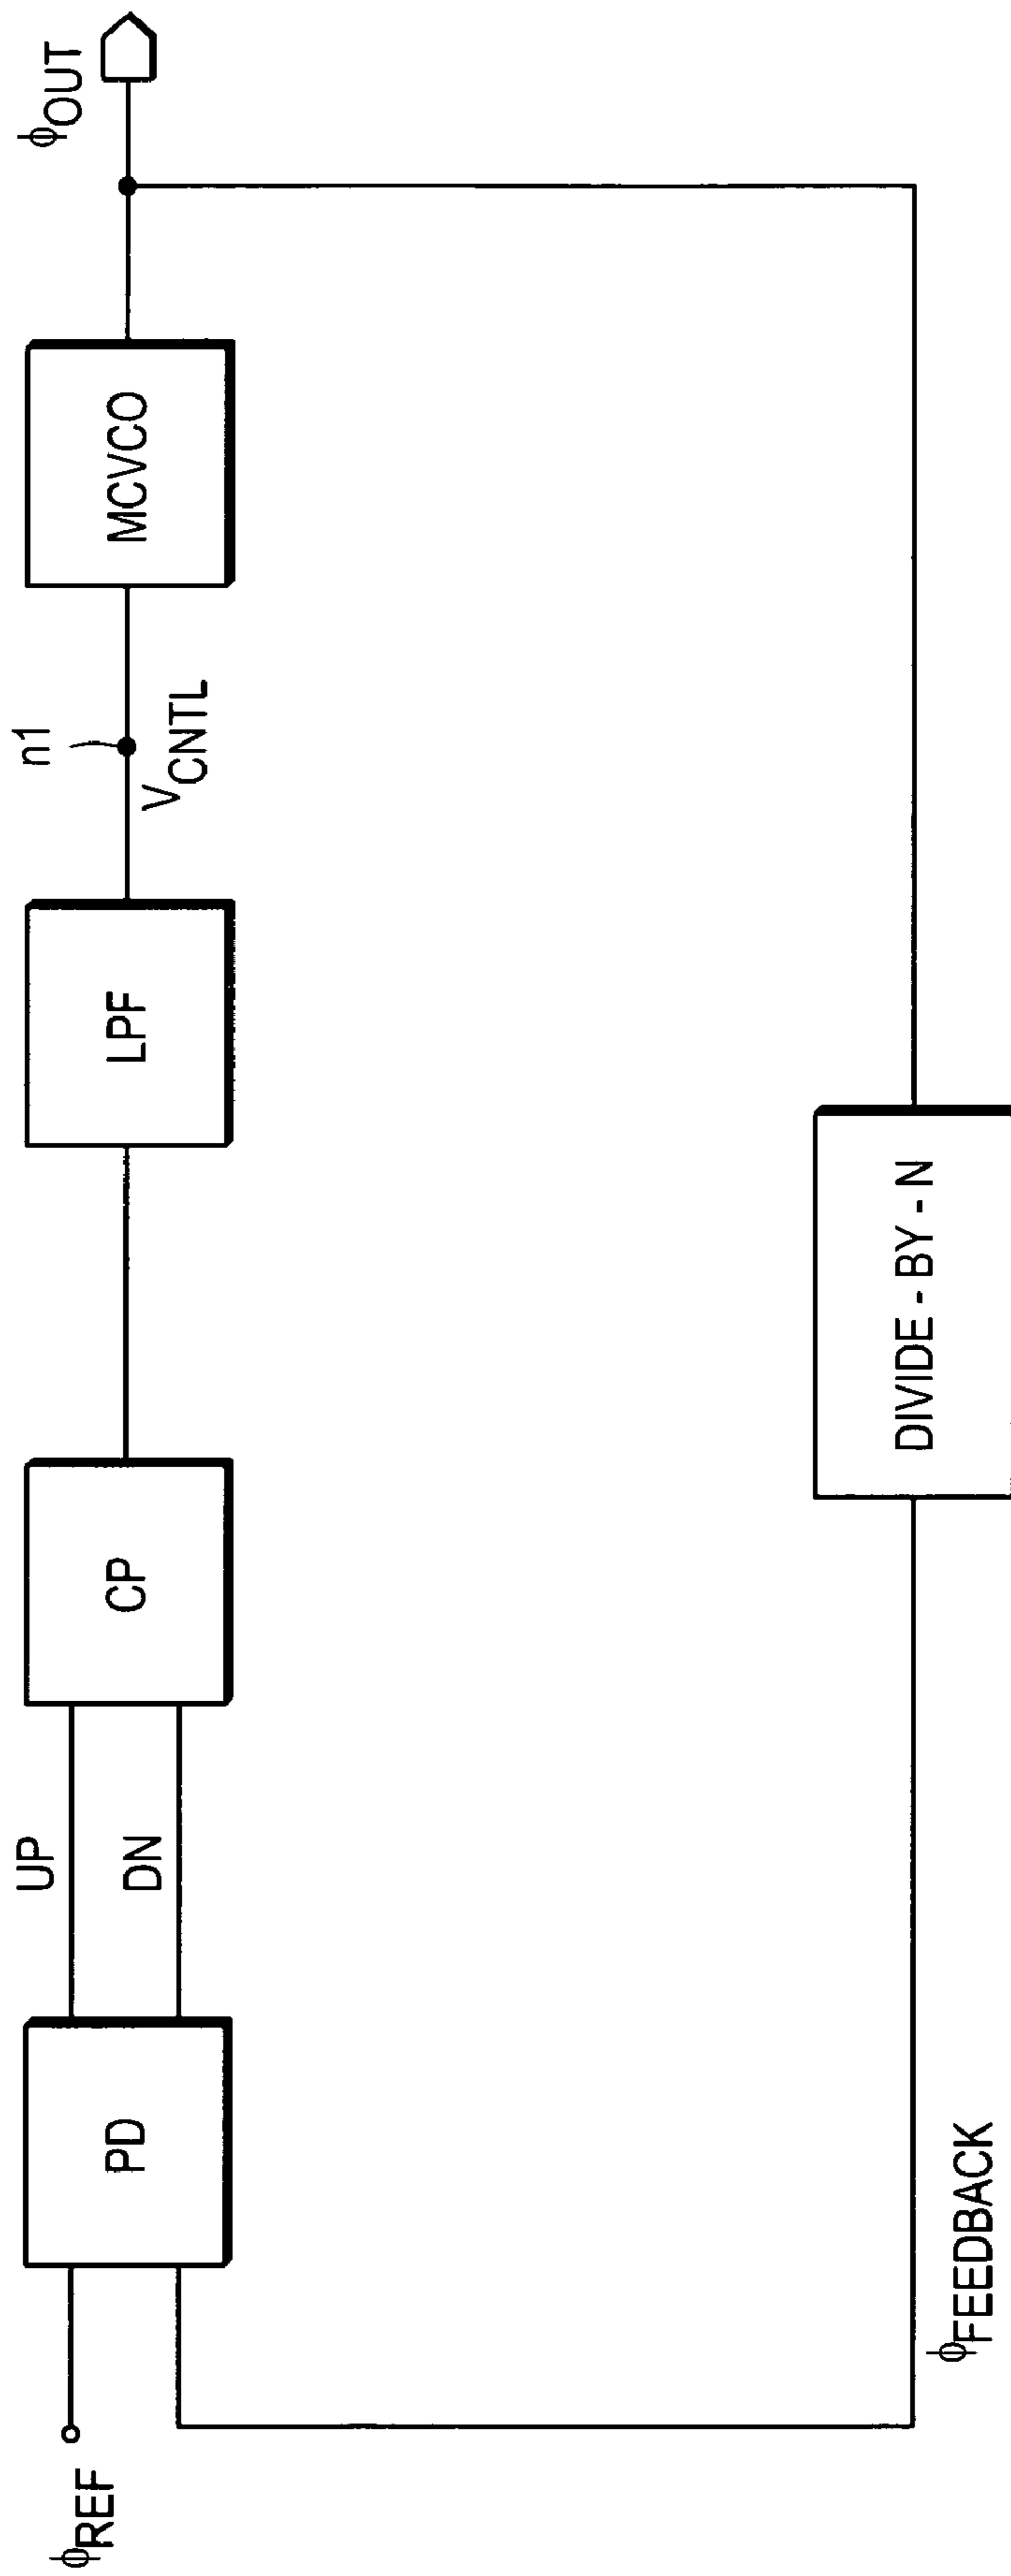 ϕREF
PD
UP
DN
CP
LPF
n1
VCNTL
MCVCO
ϕOUT
DIVIDE - BY - N
ϕFEEDBACK